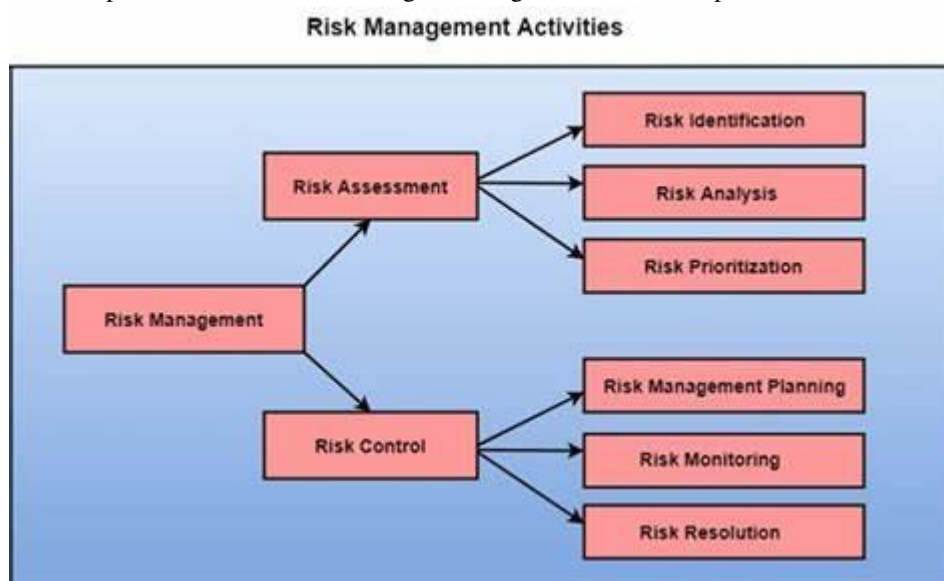 Risk Management Activities
Risk Identification
Risk Assessment
Risk Analysis
Risk Prioritization
Risk Management
Risk Management Planning
Risk Control
Risk Monitoring
Risk Resolution